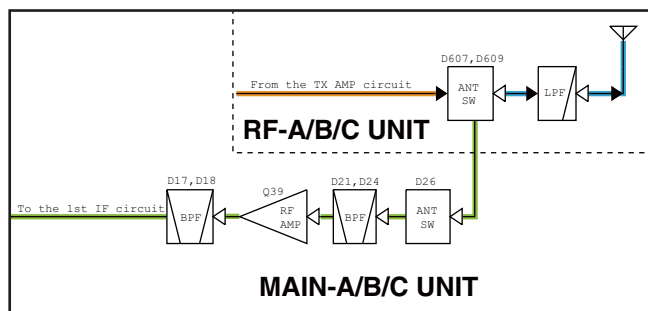 D607,D609
From the TX AMP circuit
ANT
SW
LPF
RF-A/B/C UNIT
D17,D18
Q39
D21,D24
D26
To the 1st IF circuit
BPF
RF
AMP
BPF
ANT
SW
MAIN-A/B/C UNIT